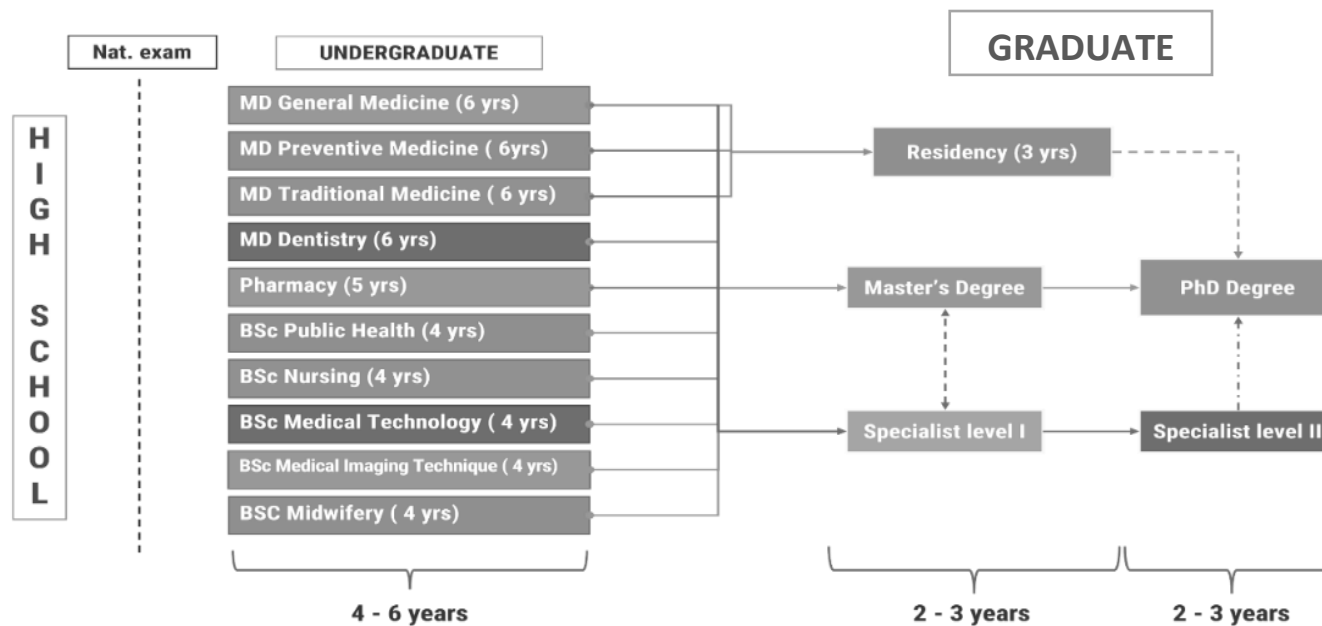 Nat. exam
UNDERGRADUATE
GRADUATE
HIGH SCHOOL
MD General Medicine (6 yrs)
MD Preventive Medicine ( 6yrs)
MD Traditional Medicine ( 6 yrs)
MD Dentistry (6 yrs)
Pharmacy (5 yrs)
BSc Public Health (4 yrs)
BSc Nursing (4 yrs)
BSc Medical Technology ( 4 yrs)
BSc Medical Imaging Technique ( 4 yrs)
BSC Midwifery ( 4 yrs)
Residency (3 yrs)
Master's Degree
PhD Degree
Specialist level I
Specialist level II
4 - 6 years
2 - 3 years
2 - 3 years